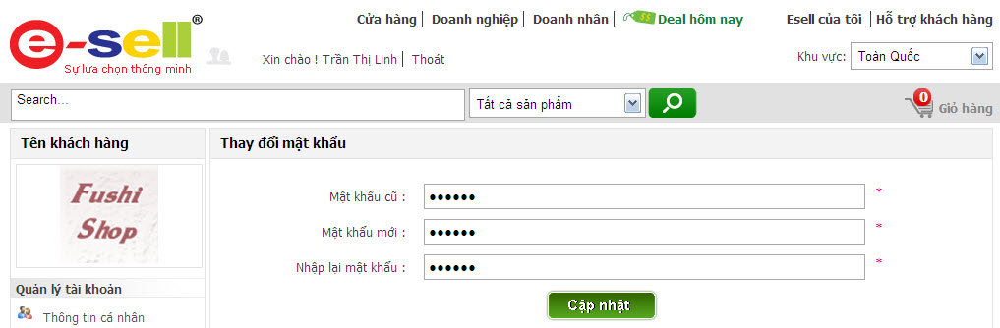 Cửa hàng Doanh nghiệp Doanh nhân $$ Deal hôm nay Esell của tôi Hỗ trợ khách hàng
e-sell®
Sự lựa chọn thông minh
Xin chào ! Trần Thị Linh Thoát
Khu vực: Toàn Quốc
Search... Tất cả sản phẩm 0 Giỏ hàng
Tên khách hàng
Fushi
Shop
Quản lý tài khoản
Thông tin cá nhân
Thay đổi mật khẩu
Mật khẩu cũ : •••••• *
Mật khẩu mới : •••••• *
Nhập lại mật khẩu : •••••• *
Cập nhật